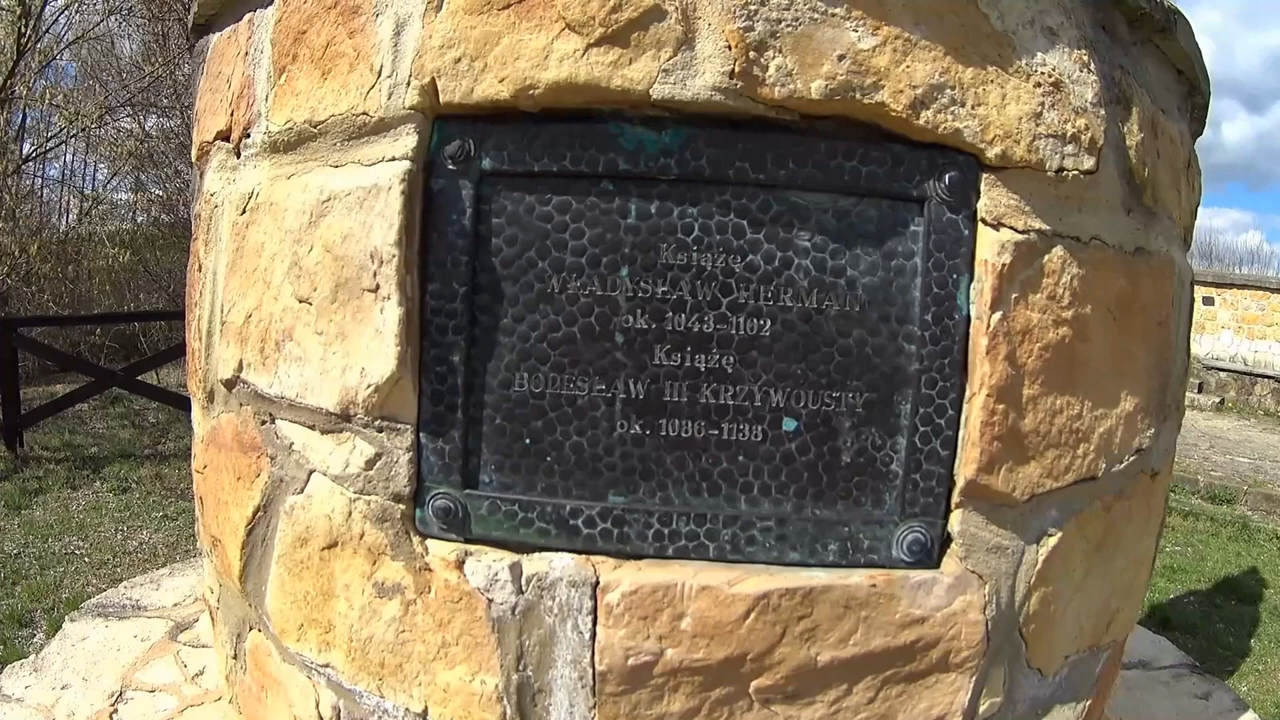 Książę
WŁADYSŁAW HERMAN
ok. 1043-1102
Książę
BOLESŁAW III KRZYWOUSTY
ok. 1086-1138